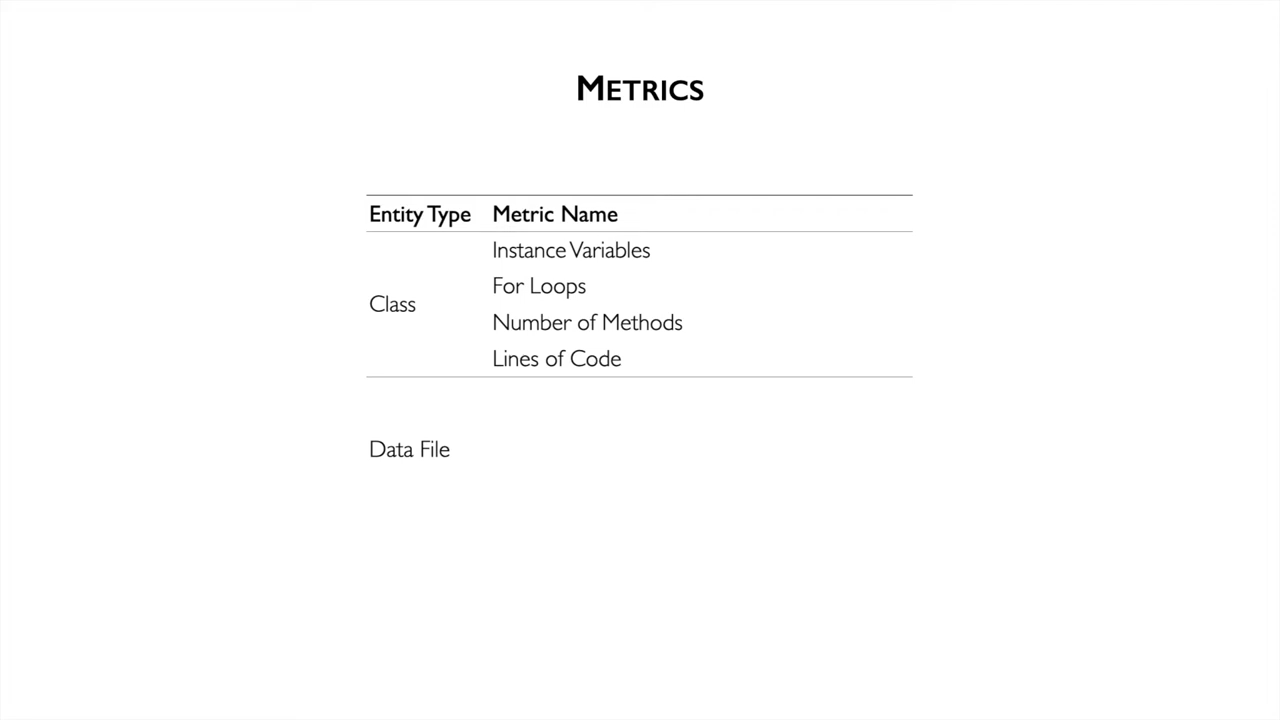 METRICS
Entity Type Metric Name
Instance Variables
For Loops
Class
Number of Methods
Lines of Code
Data File